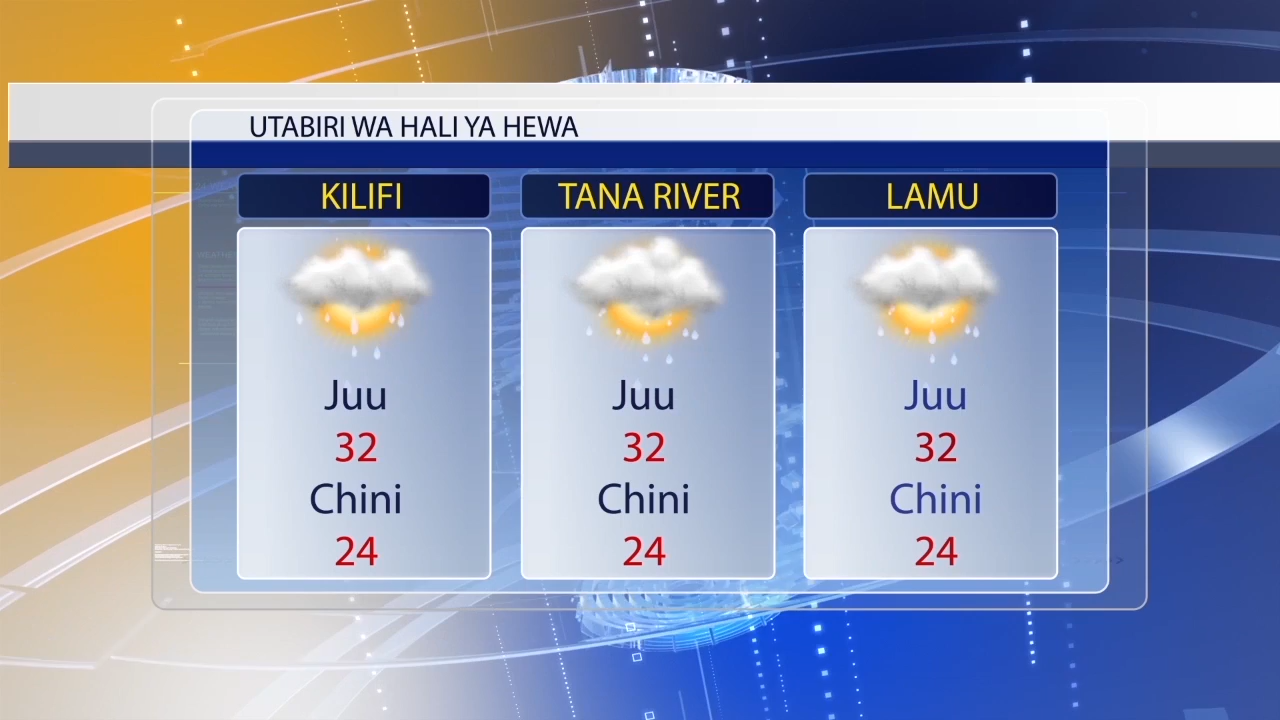 UTABIRI WA HALI YA HEWA
KILIFI
Juu
32
Chini
24
TANA RIVER
Juu
32
Chini
24
LAMU
Juu
32
Chini
24